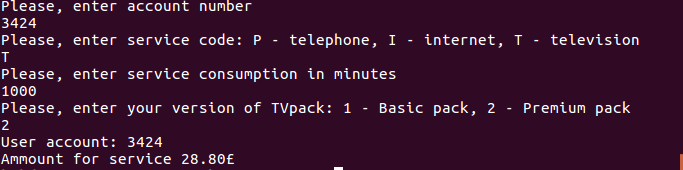 Please, enter account number
3424
Please, enter service code: P - telephone, I - internet, T - television
T
Please, enter service consumption in minutes
1000
Please, enter your version of TVpack: 1 - Basic pack, 2 - Premium pack
2
User account: 3424
Ammount for service 28.80£